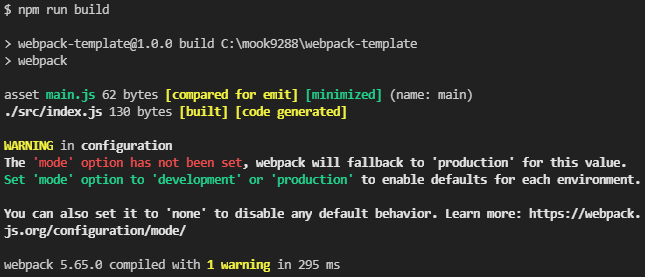 $ npm run build
> webpack-template@1.0.0 build C:\mook9288\webpack-template
> webpack
asset main.js 62 bytes [compared for emit] [minimized] (name: main)
./src/index.js 130 bytes [built] [code generated]
WARNING in configuration
The 'mode' option has not been set, webpack will fallback to 'production' for this value.
Set 'mode' option to 'development' or 'production' to enable defaults for each environment.
You can also set it to 'none' to disable any default behavior. Learn more: https://webpack.
js.org/configuration/mode/
webpack 5.65.0 compiled with 1 warning in 295 ms